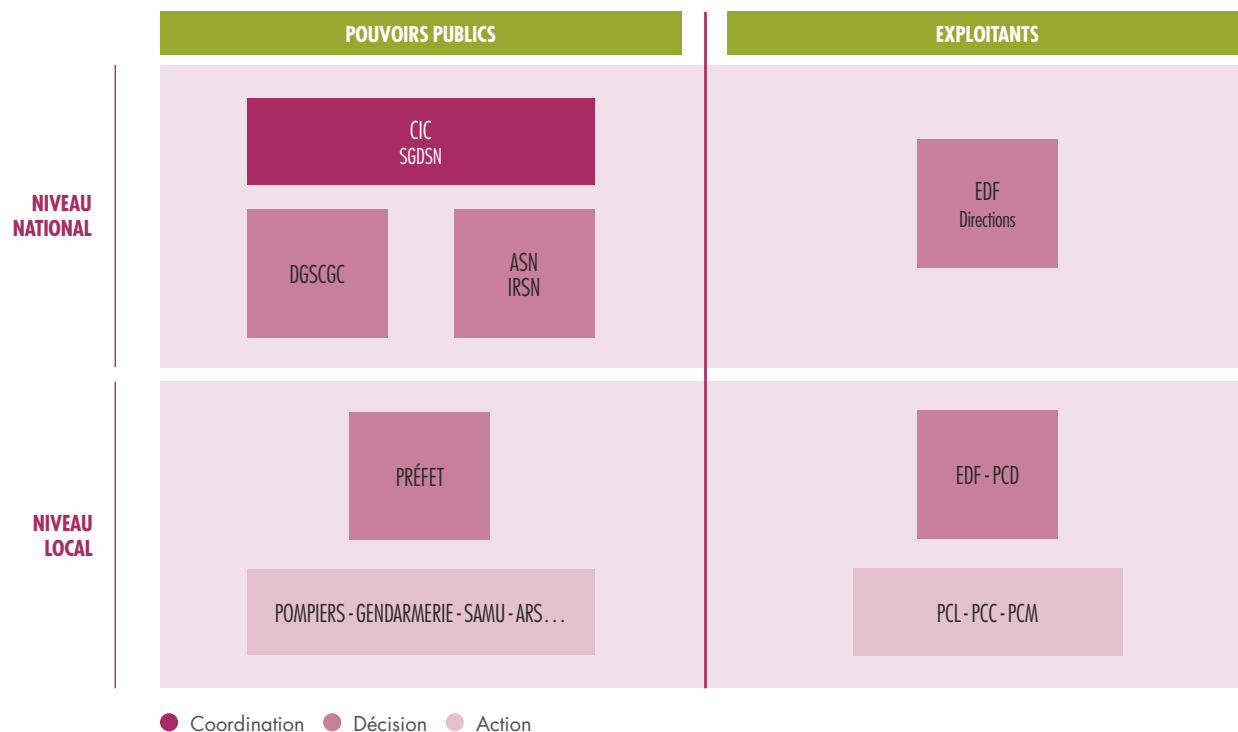 POUVOIRS PUBLICS
EXPLOITANTS
NIVEAU
NATIONAL
CIC
SGDSN
DGSCGC
ASN
IRSN
EDF
Directions
NIVEAU
LOCAL
PRÉFET
POMPIERS - GENDARMERIE - SAMU - ARS…
EDF - PCD
PCL - PCC - PCM
Coordination
Décision
Action